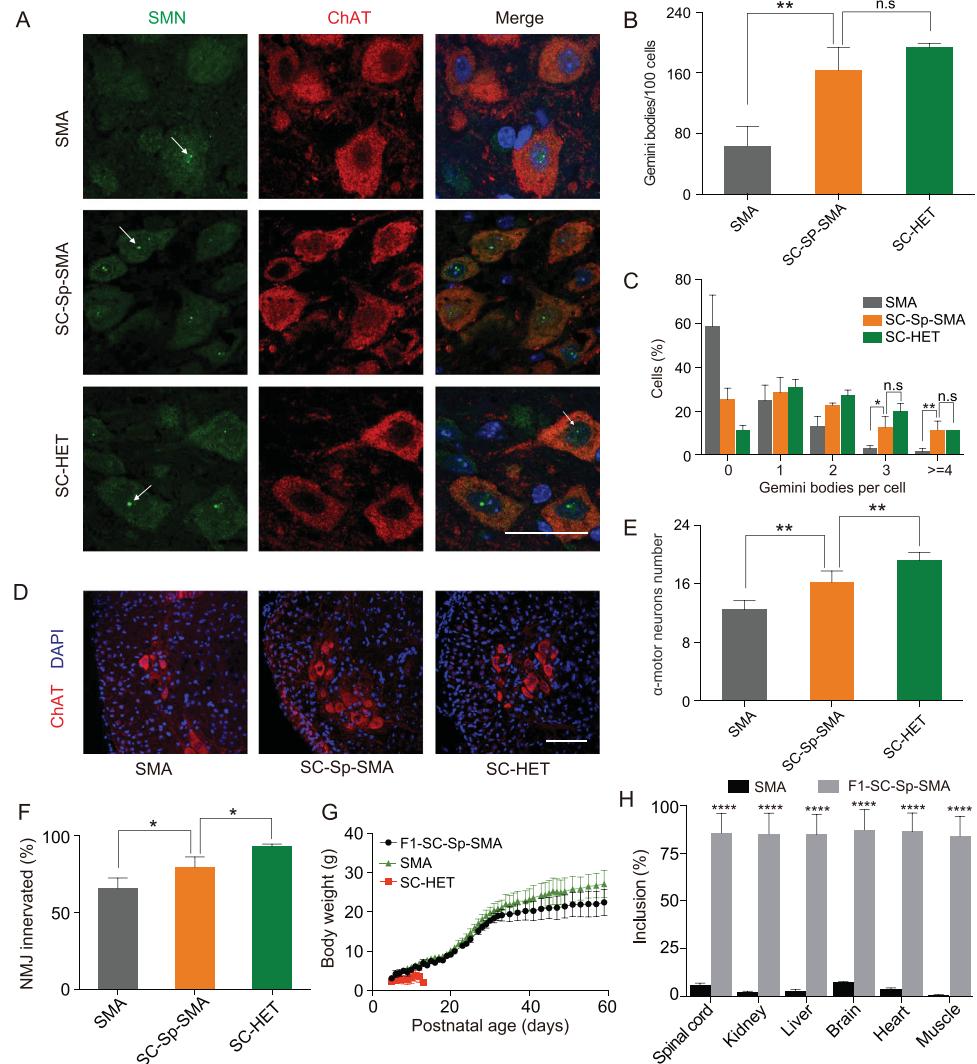 A
SMN
ChAT
Merge
SMA
SC-Sp-SMA
SC-HET
B
Gemini bodies/100 cells
240
160
80
0
**
n.s
SMA
SC-SP-SMA
SC-HET
C
Cells (%)
80
60
40
20
0
SMA
SC-Sp-SMA
SC-HET
*
n.s
**
n.s
0
1
2
3
>=4
Gemini bodies per cell
D
ChAT DAPI
SMA
SC-Sp-SMA
SC-HET
E
α-motor neurons number
24
16
8
0
**
**
SMA
SC-Sp-SMA
SC-HET
F
NMJ innervated (%)
100
50
0
*
*
SMA
SC-Sp-SMA
SC-HET
G
Body weight (g)
40
30
20
10
0
F1-SC-Sp-SMA
SMA
SC-HET
0
20
40
60
Postnatal age (days)
H
SMA
F1-SC-Sp-SMA
Inclusion (%)
100
75
50
25
0
**** **** **** **** **** ****
Spinal cord
Kidney
Liver
Brain
Heart
Muscle